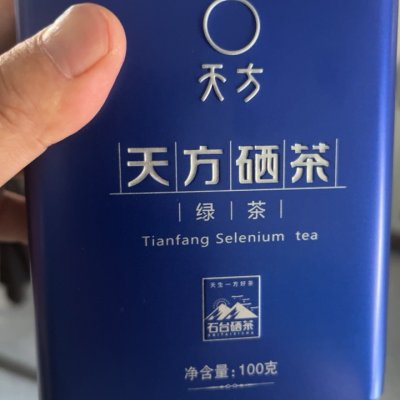 天方
天方硒茶
绿茶
Tianfang Selenium tea
天生一方好茶
石台硒茶
净含量:100克